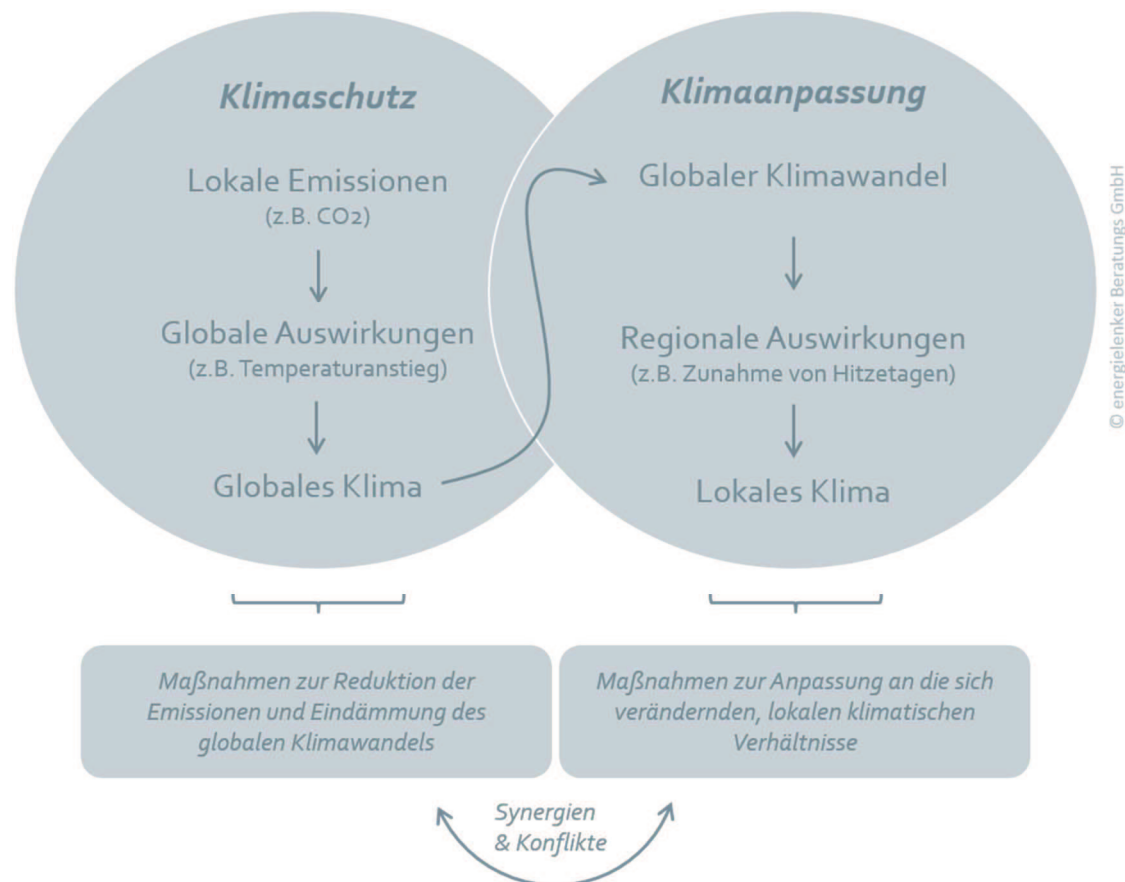 Klimaschutz
Lokale Emissionen
(z.B. CO2)
Globale Auswirkungen
(z.B. Temperaturanstieg)
Globales Klima
Klimaanpassung
Globaler Klimawandel
Regionale Auswirkungen
(z.B. Zunahme von Hitzetagen)
Lokales Klima
© energielenker Beratungs GmbH
Maßnahmen zur Reduktion der
Emissionen und Eindämmung des
globalen Klimawandels
Maßnahmen zur Anpassung an die sich
verändernden, lokalen klimatischen
Verhältnisse
Synergien
& Konflikte